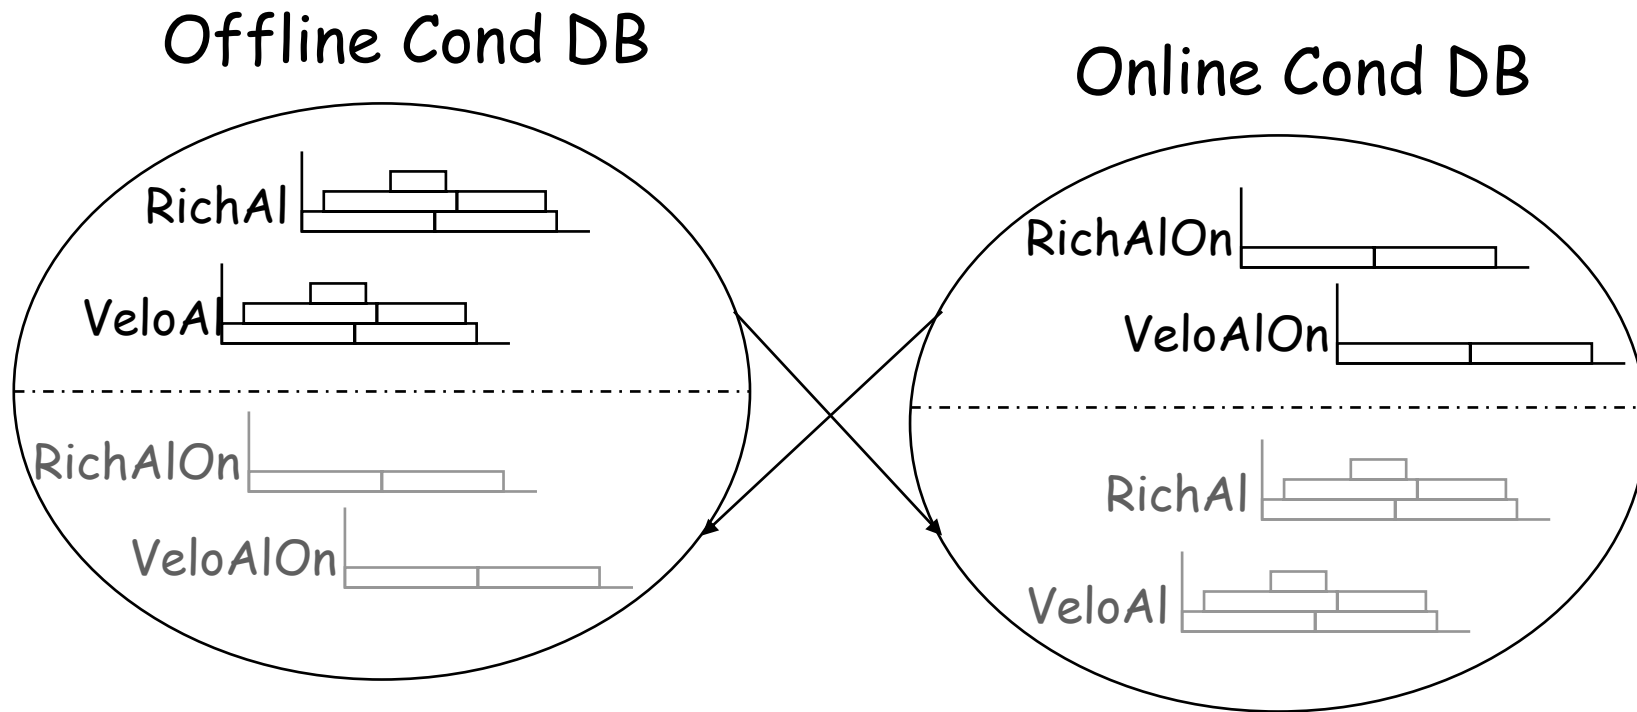 Offline Cond DB
RichAl
VeloAl
RichAlOn
VeloAlOn
Online Cond DB
RichAlOn
VeloAlOn
RichAl
VeloAl